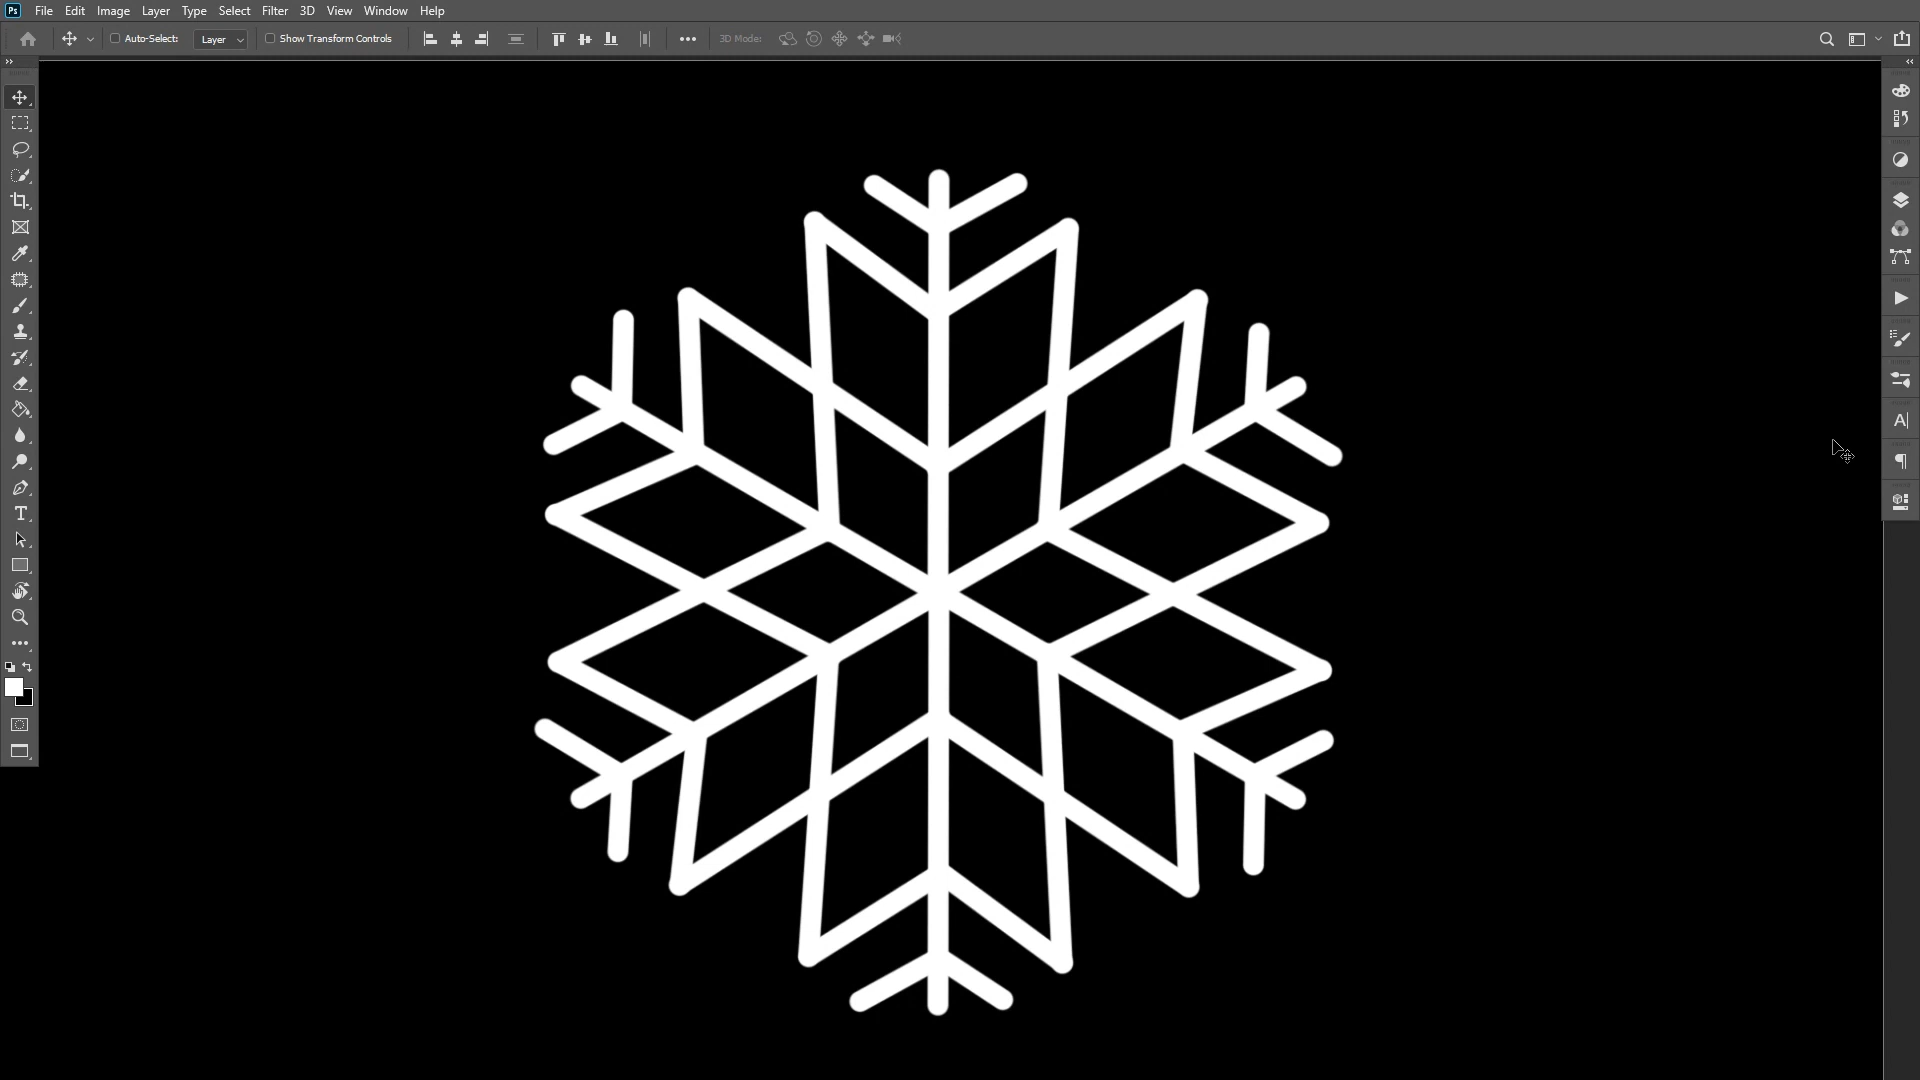 Ps File Edit Image Layer Type Select Filter 3D View Window Help
Auto-Select: Layer Show Transform Controls 3D Mode: